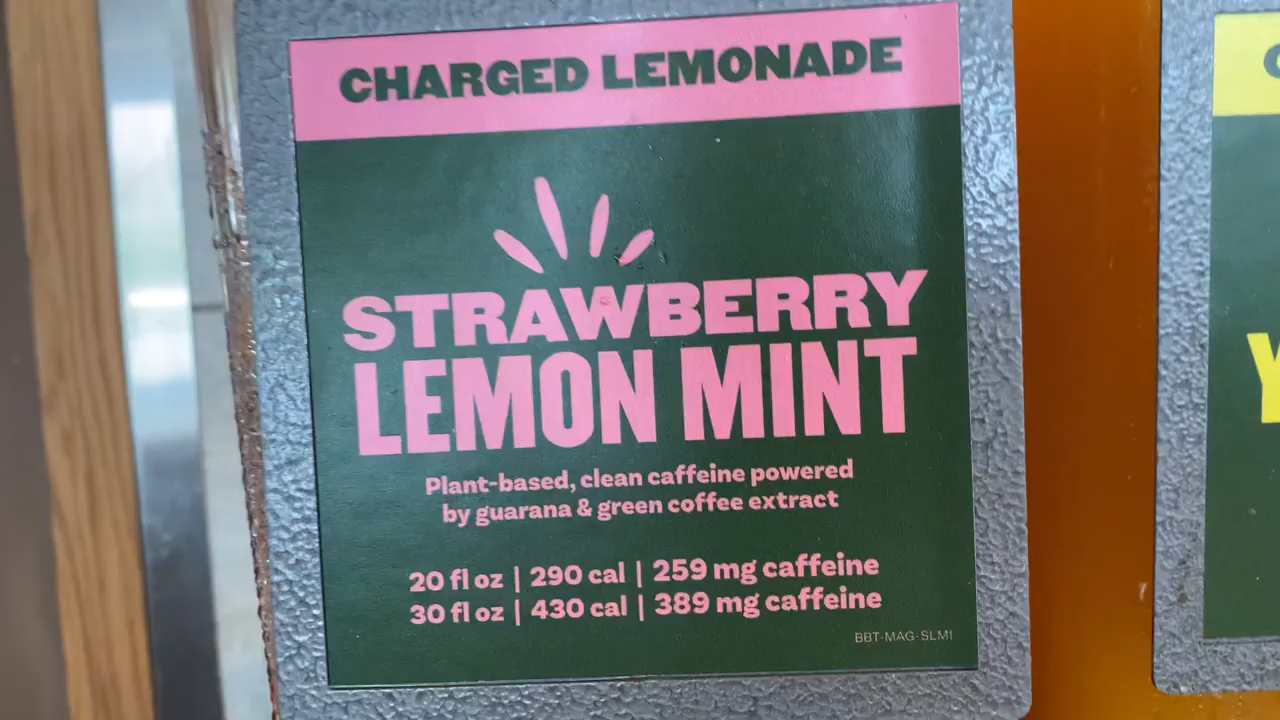 CHARGED LEMONADE
STRAWBERRY
LEMON MINT
Plant-based, clean caffeine powered
by guarana & green coffee extract
20 fl oz | 290 cal | 259 mg caffeine
30 fl oz | 430 cal | 389 mg caffeine
BBT-MAG-SLM1